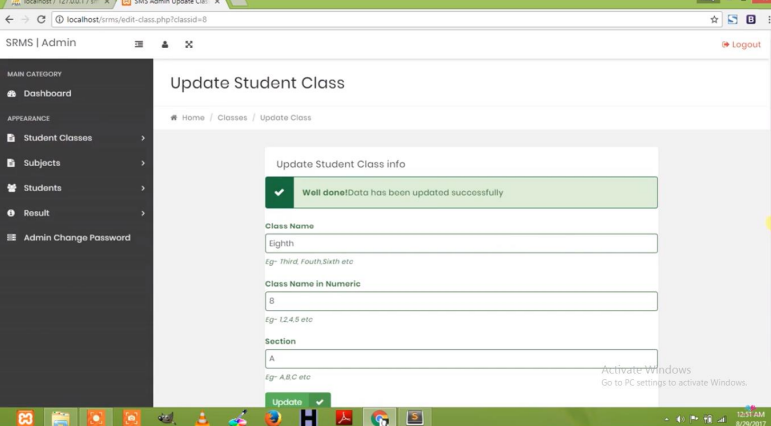 localhost / 127.0.0.1 / En
SMS Admin Update Clas
localhost/srms/edit-class.php?classid=8
SRMS | Admin
Logout
MAIN CATEGORY
Dashboard
APPEARANCE
Student Classes
Subjects
Students
Result
Admin Change Password
Update Student Class
Home / Classes / Update Class
Update Student Class info
Well done!Data has been updated successfully
Class Name
Eighth
Eg- Third, Fouth,Sixth etc
Class Name in Numeric
8
Eg- 1,2,4,5 etc
Section
A
Eg- A,B,C etc
Update
Activate Windows
Go to PC settings to activate Windows.
12:51 AM
8/29/2017